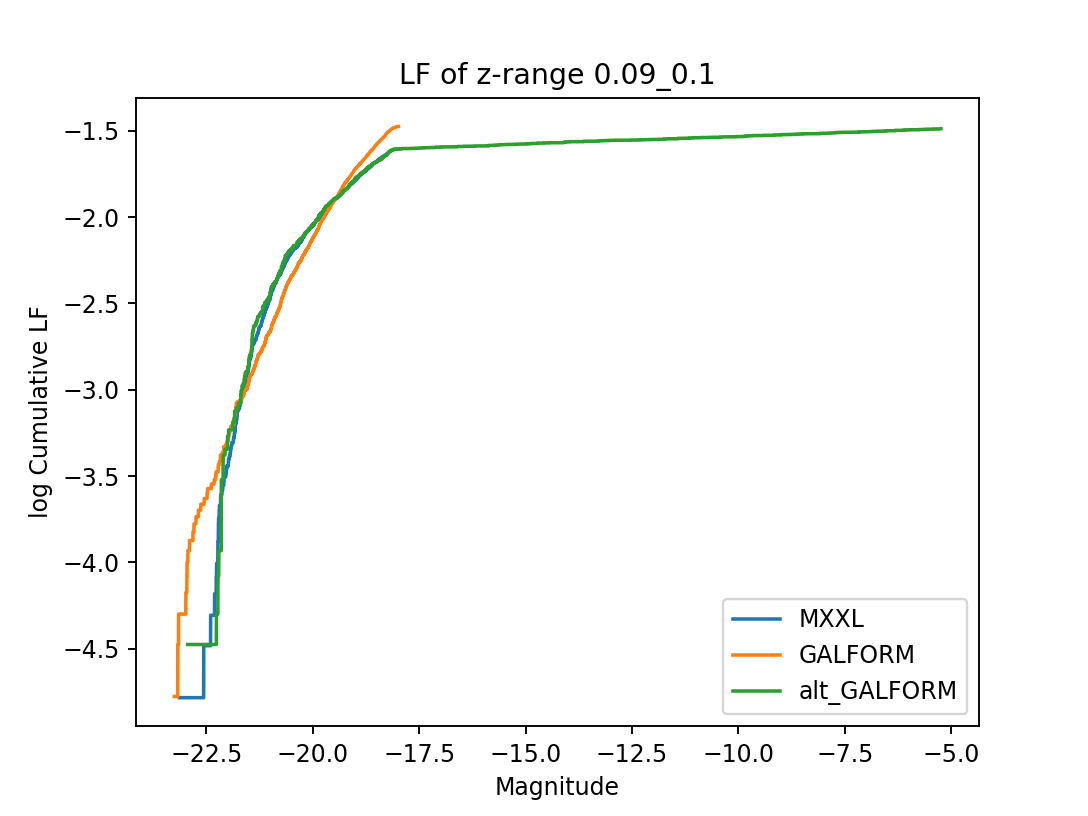 LF of z-range 0.09_0.1
log Cumulative LF
−1.5
−2.0
−2.5
−3.0
−3.5
−4.0
−4.5
MXXL
GALFORM
alt_GALFORM
−22.5 −20.0 −17.5 −15.0 −12.5 −10.0 −7.5 −5.0
Magnitude